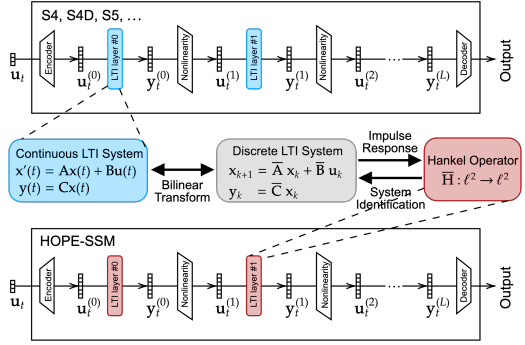 S4, S4D, S5, …
u_t
Encoder
u_t^{(0)}
LTI layer #0
y_t^{(0)}
Nonlinearity
u_t^{(1)}
LTI layer #1
y_t^{(1)}
Nonlinearity
u_t^{(2)}
......
y_t^{(L)}
Decoder
Output
Continuous LTI System
x′(t) = Ax(t) + Bu(t)
y(t) = Cx(t)
Bilinear
Transform
Discrete LTI System
x_{k+1} = A̅ x_k + B̅ u_k
y_k = C̅ x_k
Impulse
Response
System
Identification
Hankel Operator
H̅ : ℓ² → ℓ²
HOPE-SSM
u_t
Encoder
u_t^{(0)}
LTI layer #0
y_t^{(0)}
Nonlinearity
u_t^{(1)}
LTI layer #1
y_t^{(1)}
Nonlinearity
u_t^{(2)}
......
y_t^{(L)}
Decoder
Output